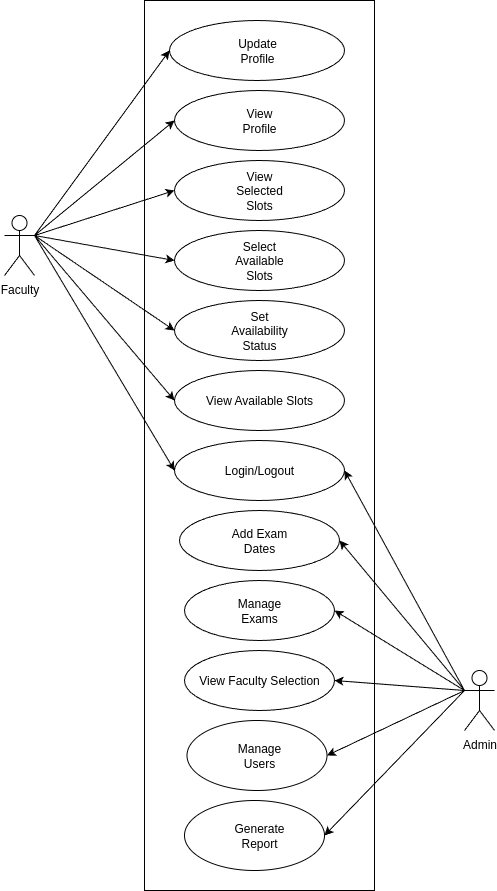 Update
Profile
View
Profile
View
Selected
Slots
Faculty
Select
Available
Slots
Set
Availability
Status
View Available Slots
Login/Logout
Add Exam
Dates
Manage
Exams
View Faculty Selection
Admin
Manage
Users
Generate
Report